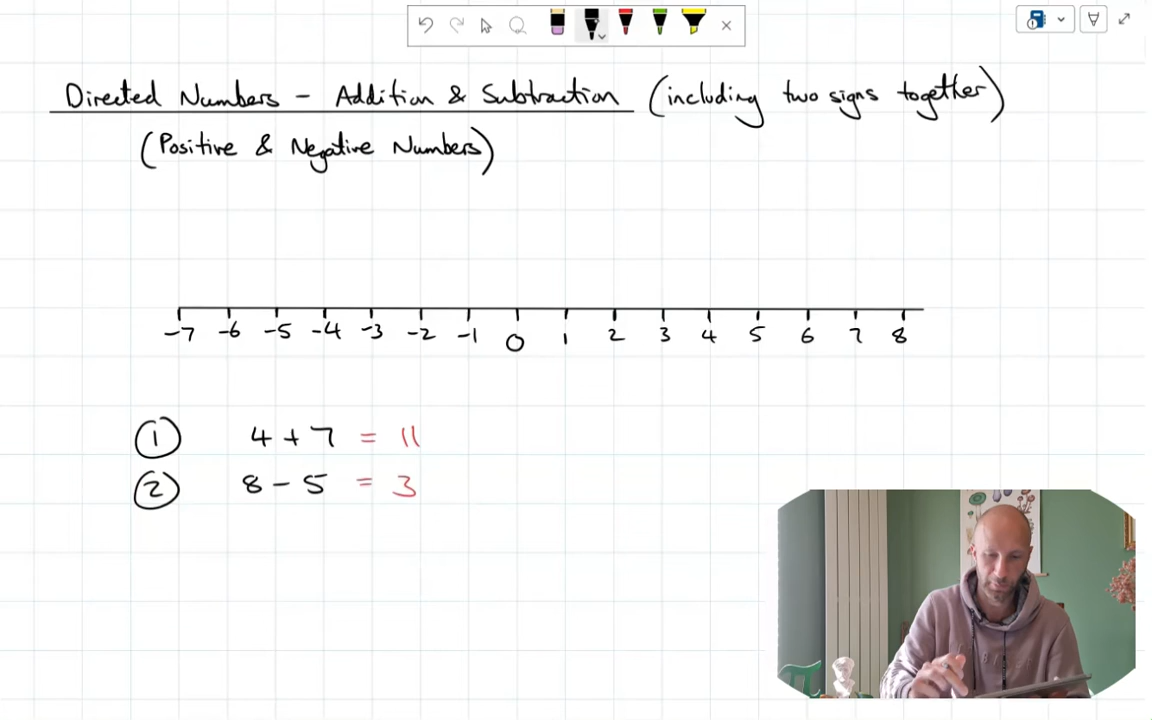 Directed Numbers - Addition & Subtraction (including two signs together)
(Positive & Negative Numbers)
-7 -6 -5 -4 -3 -2 -1 0 1 2 3 4 5 6 7 8
① 4 + 7 = 11
② 8 - 5 = 3